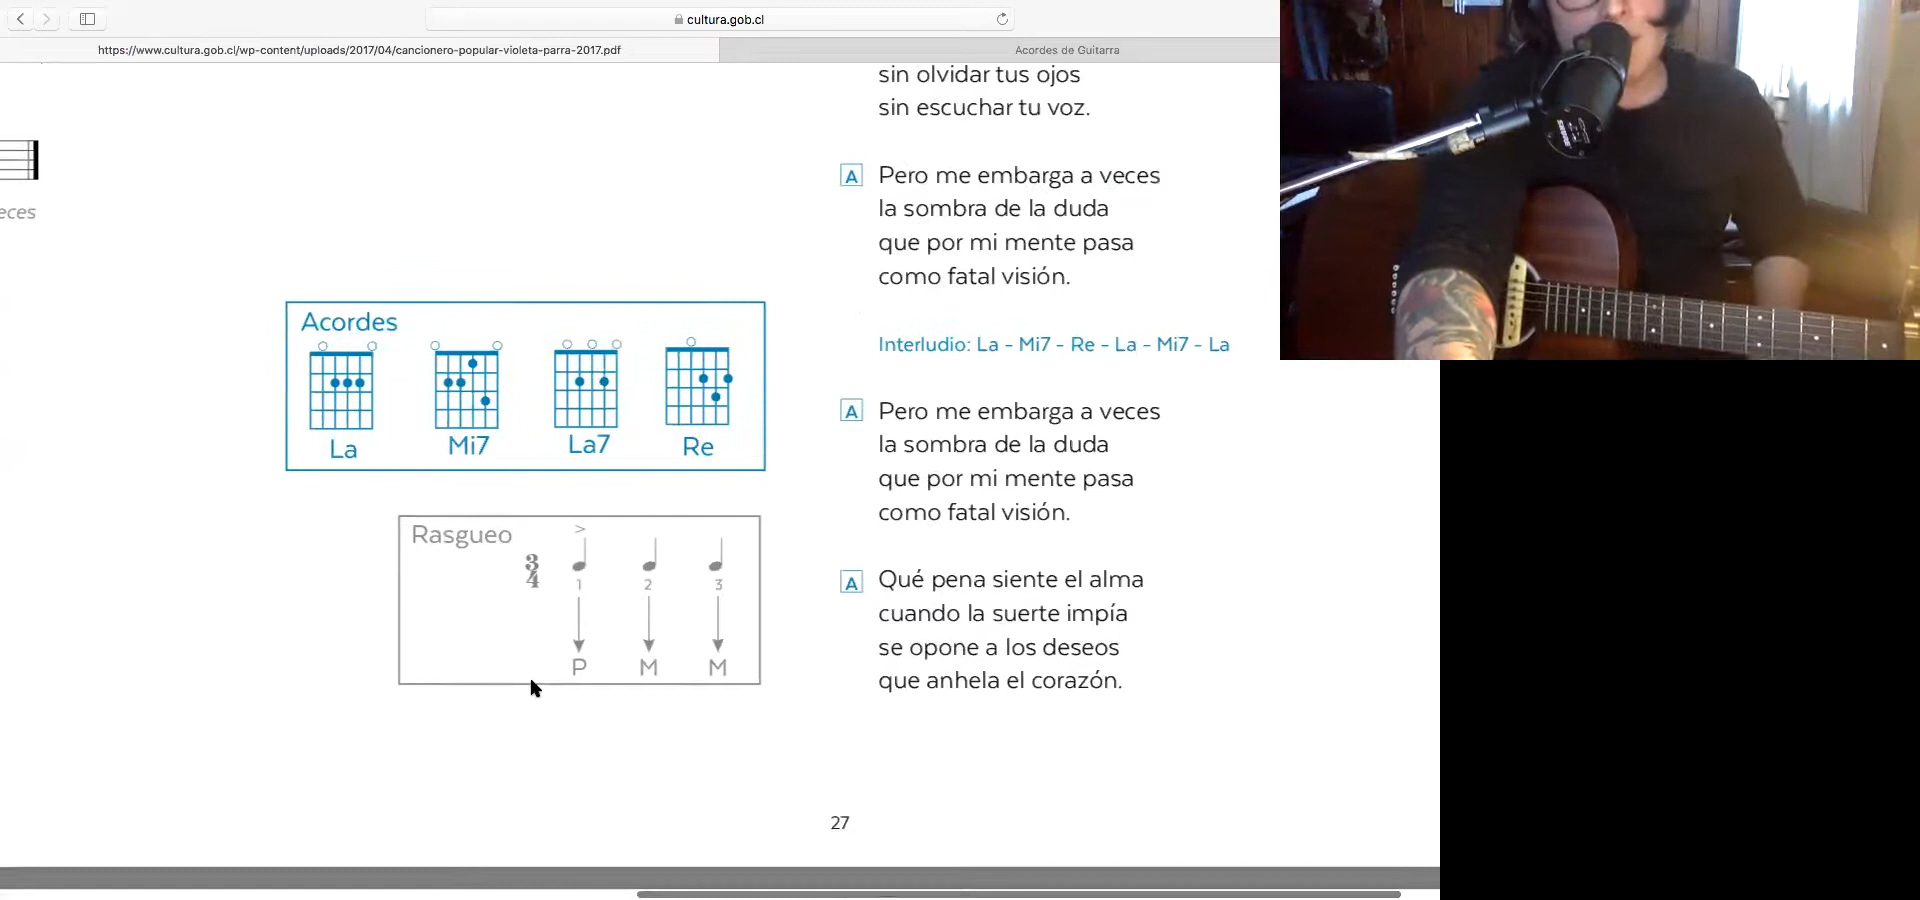 cultura.gob.cl
https://www.cultura.gob.cl/wp-content/uploads/2017/04/cancionero-popular-violeta-parra-2017.pdf
Acordes de Guitarra
eces
Acordes
La
Mi7
La7
Re
Rasgueo
>
3
4
1
2
3
P
M
M
sin olvidar tus ojos
sin escuchar tu voz.
A
Pero me embarga a veces
la sombra de la duda
que por mi mente pasa
como fatal visión.
Interludio: La - Mi7 - Re - La - Mi7 - La
A
Pero me embarga a veces
la sombra de la duda
que por mi mente pasa
como fatal visión.
A
Qué pena siente el alma
cuando la suerte impía
se opone a los deseos
que anhela el corazón.
27